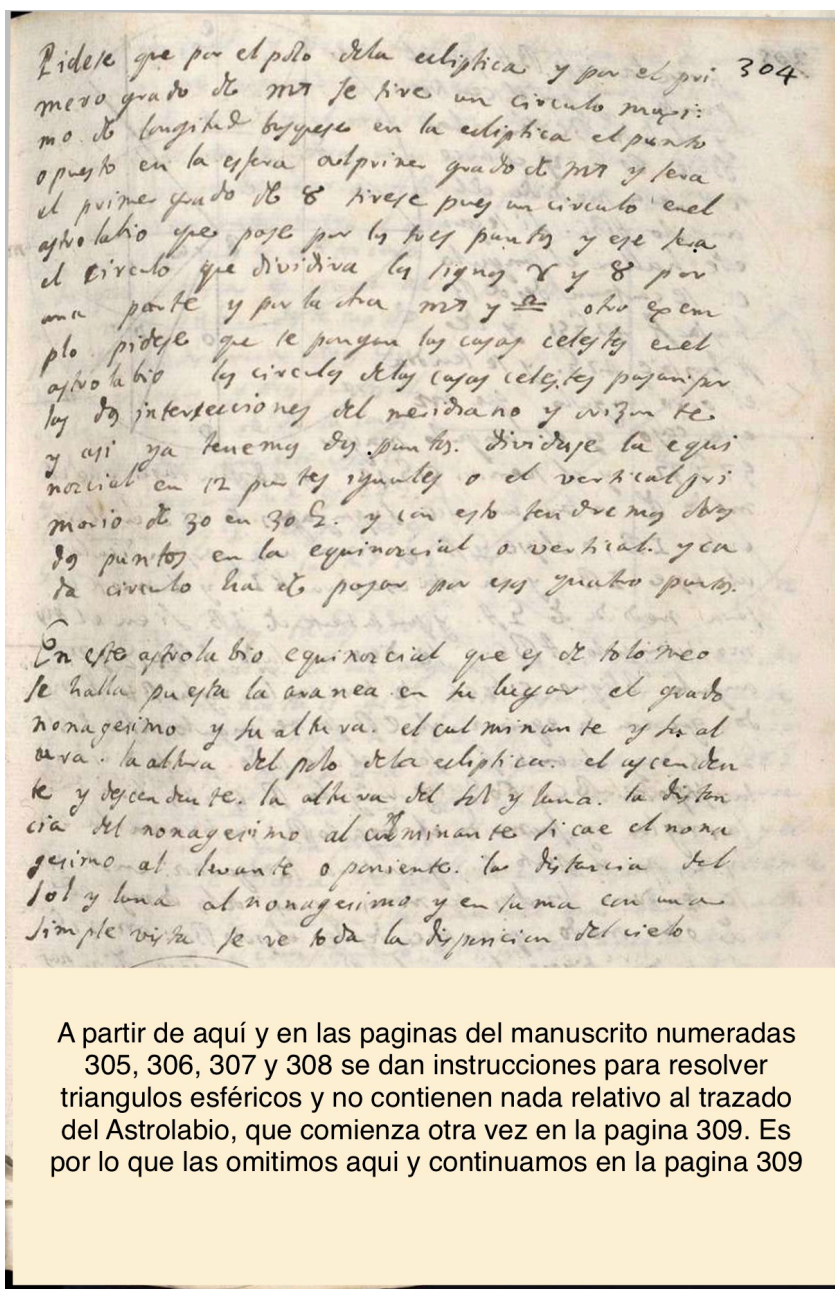 Pidese que por el polo dela ecliptica y por el pri 304
mero grado de ♏ se tire un circulo maxi:
mo de longitud busquese en la ecliptica el punto
opuesto en la esfera al primer grado de ♏ y sera
el primer grado de ♉ tirese pues un circulo en el
astrolabio que pase por los tres puntos y ese sera
el circulo que dividira los signos ♈ y ♉ por
una parte y por la otra ♏ y ♎ otro exem
plo pidese que se pongan las casas celestes en el
astrolabio los circulos delas casas celestes pasan por
las dos intersecciones del meridiano y orizonte
y asi ya tenemos dos puntos. dividase la equi
noccial en 12 partes iguales o el vertical pri
mario de 30 en 30 G. y con esto tendremos otros
dos puntos en la equinoccial o vertical. y ca
da circulo ha de pasar por esos quatro puntos.
En este astrolabio equinoccial que es de tolomeo
se halla puesta la aranea en su lugar el grado
nonagesimo y su altura. el culminante y su al
tura. la altura del polo dela ecliptica. el ascenden
te y descendente. la altura del sol y luna. la distan
cia del nonagesimo al culminante si cae el nona
gesimo al levante o poniente. la distancia del
sol y luna al nonagesimo y en suma con una
simple vista se ve toda la disposicion del cielo
A partir de aquí y en las paginas del manuscrito numeradas
305, 306, 307 y 308 se dan instrucciones para resolver
triangulos esféricos y no contienen nada relativo al trazado
del Astrolabio, que comienza otra vez en la pagina 309. Es
por lo que las omitimos aqui y continuamos en la pagina 309